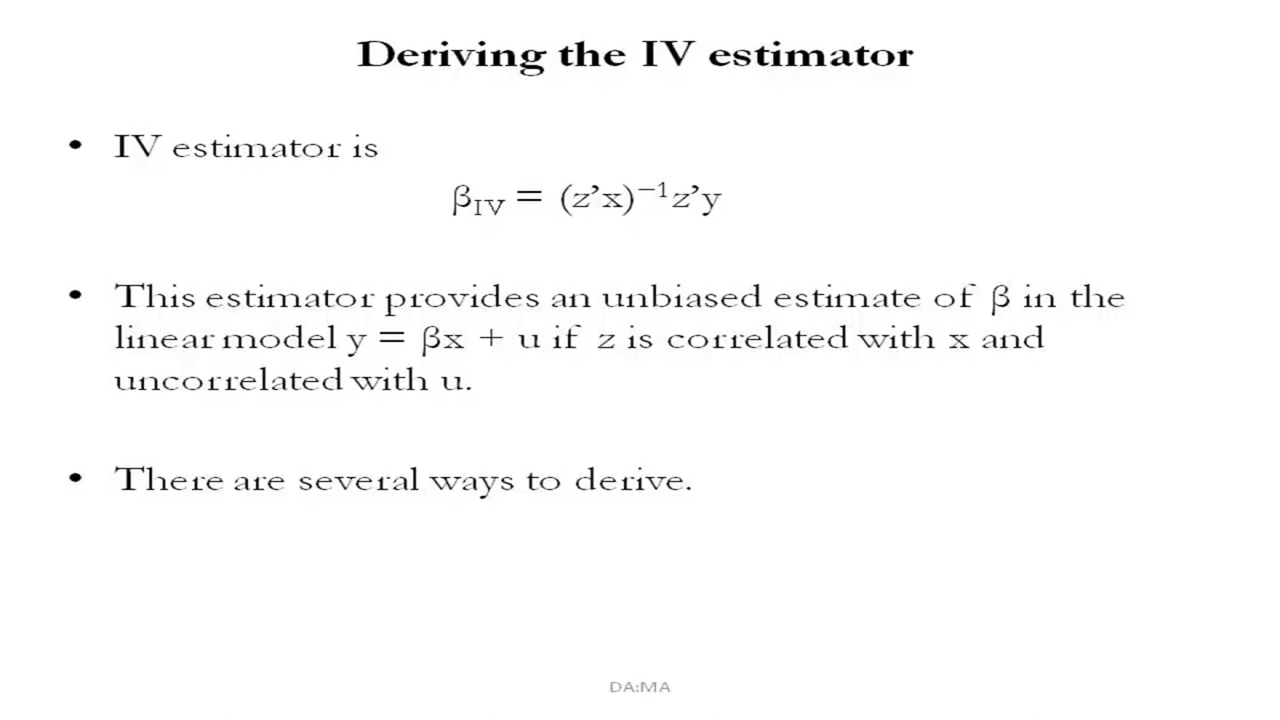 Deriving the IV estimator
• IV estimator is
β_IV = (z’x)⁻¹z’y
• This estimator provides an unbiased estimate of β in the
linear model y = βx + u if z is correlated with x and
uncorrelated with u.
• There are several ways to derive.
DA:MA